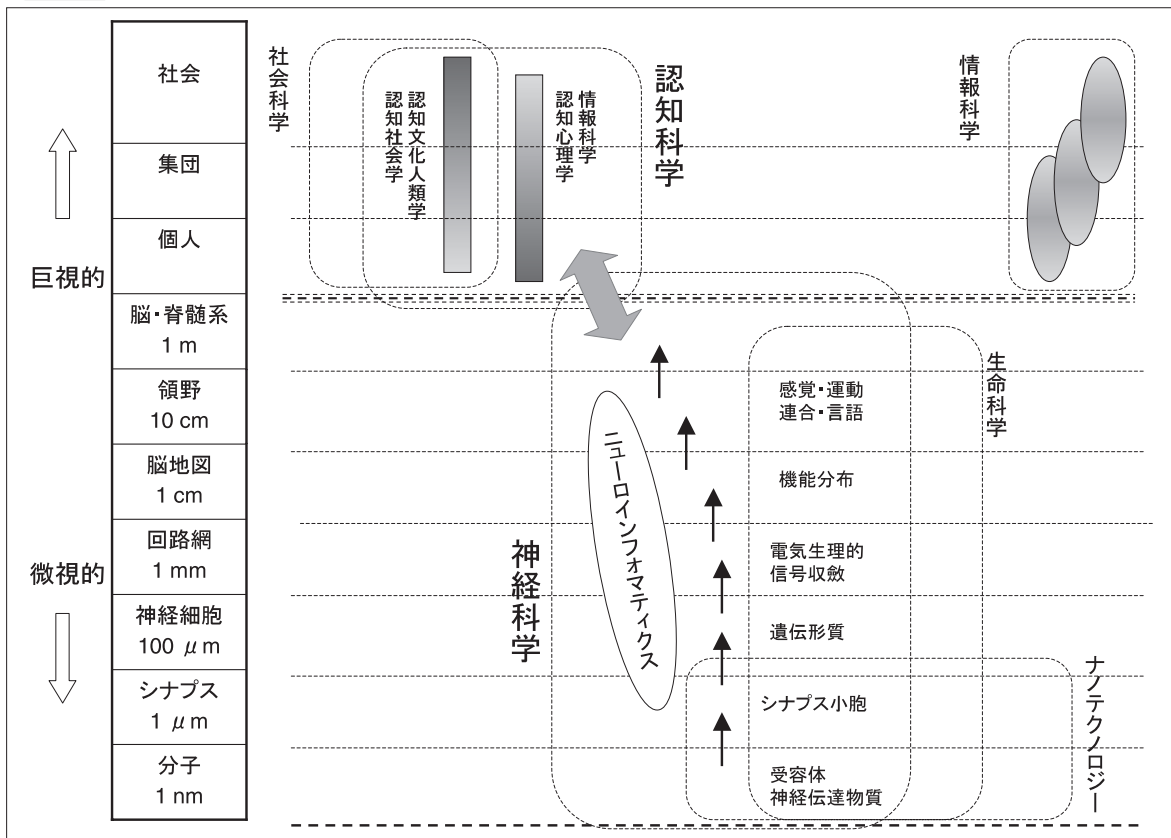 巨視的
微視的
社会
集団
個人
脳・脊髄系
1 m
領野
10 cm
脳地図
1 cm
回路網
1 mm
神経細胞
100 μm
シナプス
1 μm
分子
1 nm
社会科学
認知文化人類学
認知社会学
情報科学
認知心理学
認知科学
情報科学
神経科学
ニューロインフォマティクス
生命科学
感覚・運動
連合・言語
機能分布
電気生理的
信号収斂
遺伝形質
シナプス小胞
受容体
神経伝達物質
ナノテクノロジー